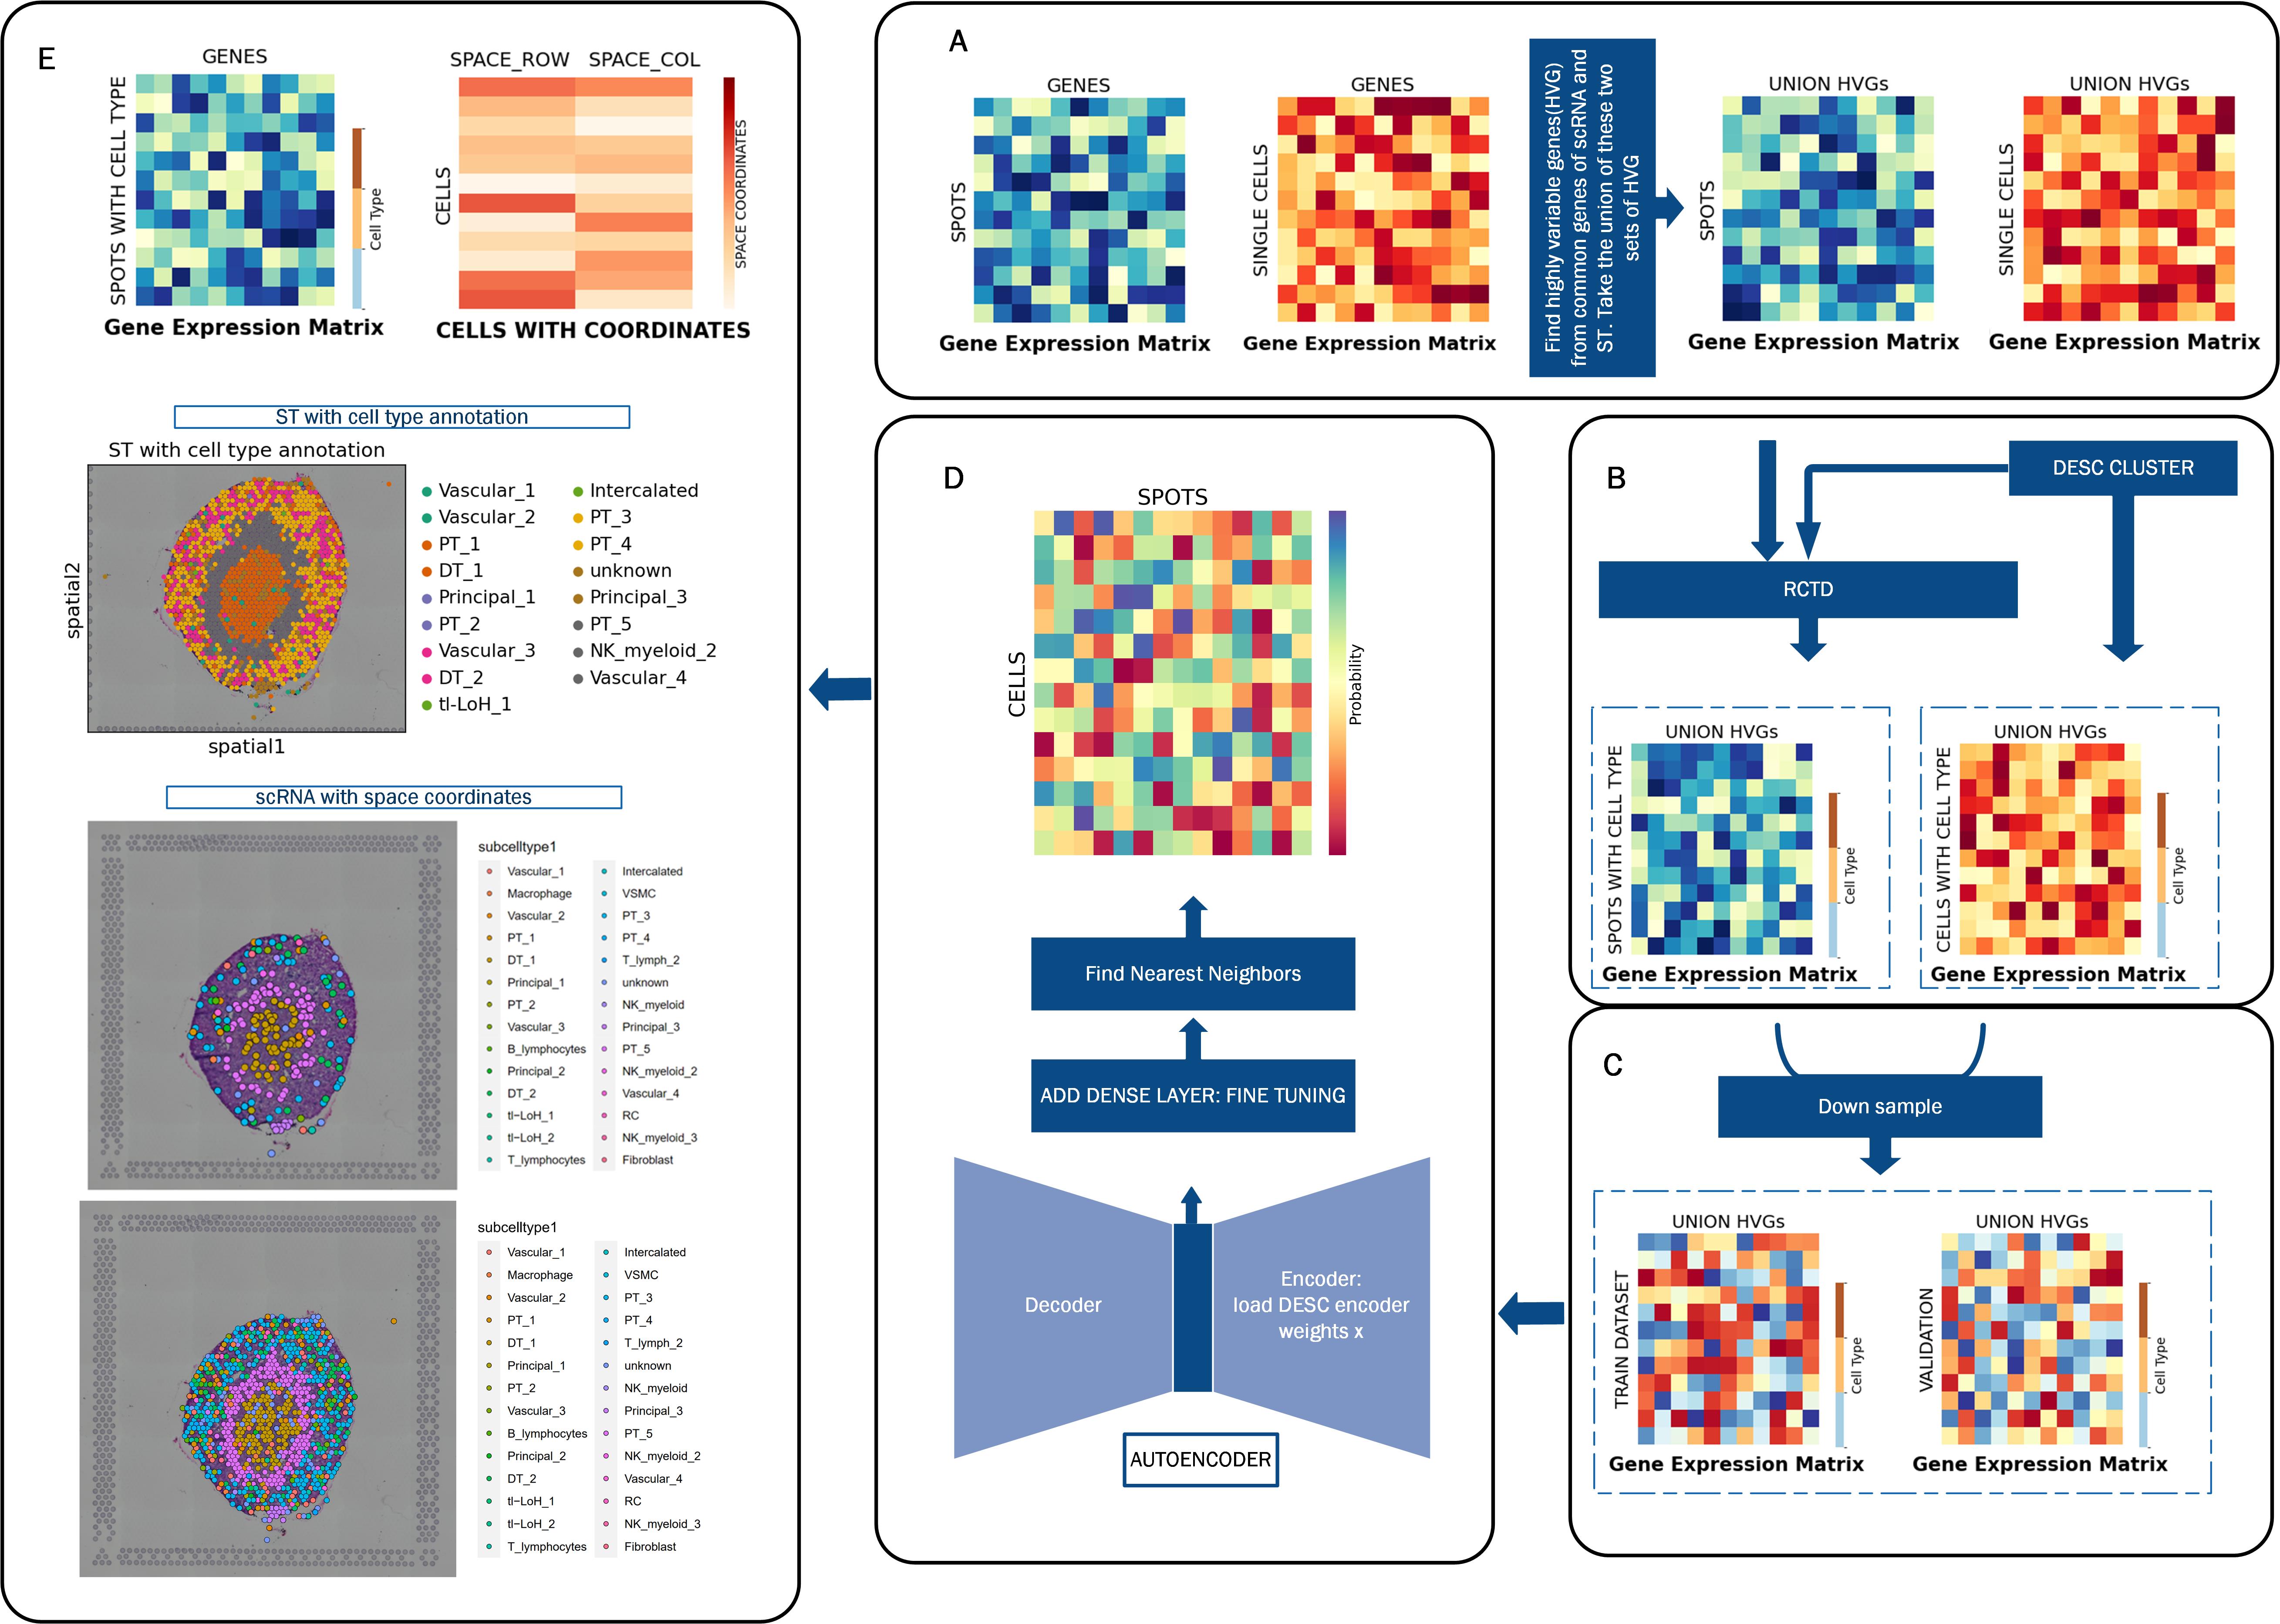 E
GENES
SPOTS WITH CELL TYPE
Cell Type
Gene Expression Matrix
SPACE_ROW
SPACE_COL
CELLS
SPACE COORDINATES
CELLS WITH COORDINATES
ST with cell type annotation
ST with cell type annotation
spatial2
spatial1
Vascular_1
Vascular_2
PT_1
DT_1
Principal_1
PT_2
Vascular_3
DT_2
tl-LoH_1
Intercalated
PT_3
PT_4
unknown
Principal_3
PT_5
NK_myeloid_2
Vascular_4
scRNA with space coordinates
subcelltype1
Vascular_1
Macrophage
Vascular_2
PT_1
DT_1
Principal_1
PT_2
Vascular_3
B_lymphocytes
Principal_2
DT_2
tl−LoH_1
tl−LoH_2
T_lymphocytes
Intercalated
VSMC
PT_3
PT_4
T_lymph_2
unknown
NK_myeloid
Principal_3
PT_5
NK_myeloid_2
Vascular_4
RC
NK_myeloid_3
Fibroblast
subcelltype1
Vascular_1
Macrophage
Vascular_2
PT_1
DT_1
Principal_1
PT_2
Vascular_3
B_lymphocytes
Principal_2
DT_2
tl−LoH_1
tl−LoH_2
T_lymphocytes
Intercalated
VSMC
PT_3
PT_4
T_lymph_2
unknown
NK_myeloid
Principal_3
PT_5
NK_myeloid_2
Vascular_4
RC
NK_myeloid_3
Fibroblast
A
GENES
SPOTS
Gene Expression Matrix
GENES
SINGLE CELLS
Gene Expression Matrix
Find highly variable genes(HVG)
from common genes of scRNA and
ST. Take the union of these two
sets of HVG
UNION HVGs
SPOTS
Gene Expression Matrix
UNION HVGs
SINGLE CELLS
Gene Expression Matrix
B
DESC CLUSTER
RCTD
UNION HVGs
SPOTS WITH CELL TYPE
Cell Type
Gene Expression Matrix
UNION HVGs
CELLS WITH CELL TYPE
Cell Type
Gene Expression Matrix
C
Down sample
UNION HVGs
TRAIN DATASET
Cell Type
Gene Expression Matrix
UNION HVGs
VALIDATION
Cell Type
Gene Expression Matrix
D
SPOTS
CELLS
Probability
Find Nearest Neighbors
ADD DENSE LAYER: FINE TUNING
Decoder
Encoder:
load DESC encoder
weights x
AUTOENCODER